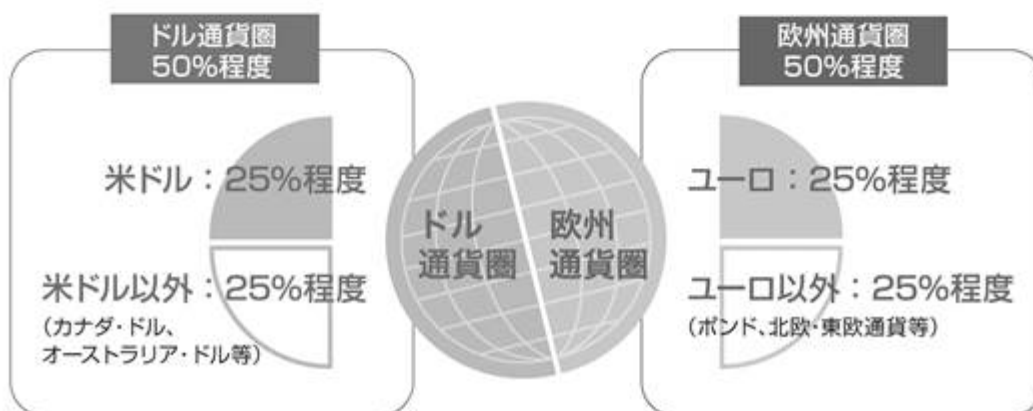 ドル通貨圏
50%程度
米ドル：25%程度
米ドル以外：25%程度
(カナダ・ドル、
オーストラリア・ドル等)
ドル
通貨圏
欧州
通貨圏
欧州通貨圏
50%程度
ユーロ：25%程度
ユーロ以外：25%程度
(ポンド、北欧・東欧通貨等)